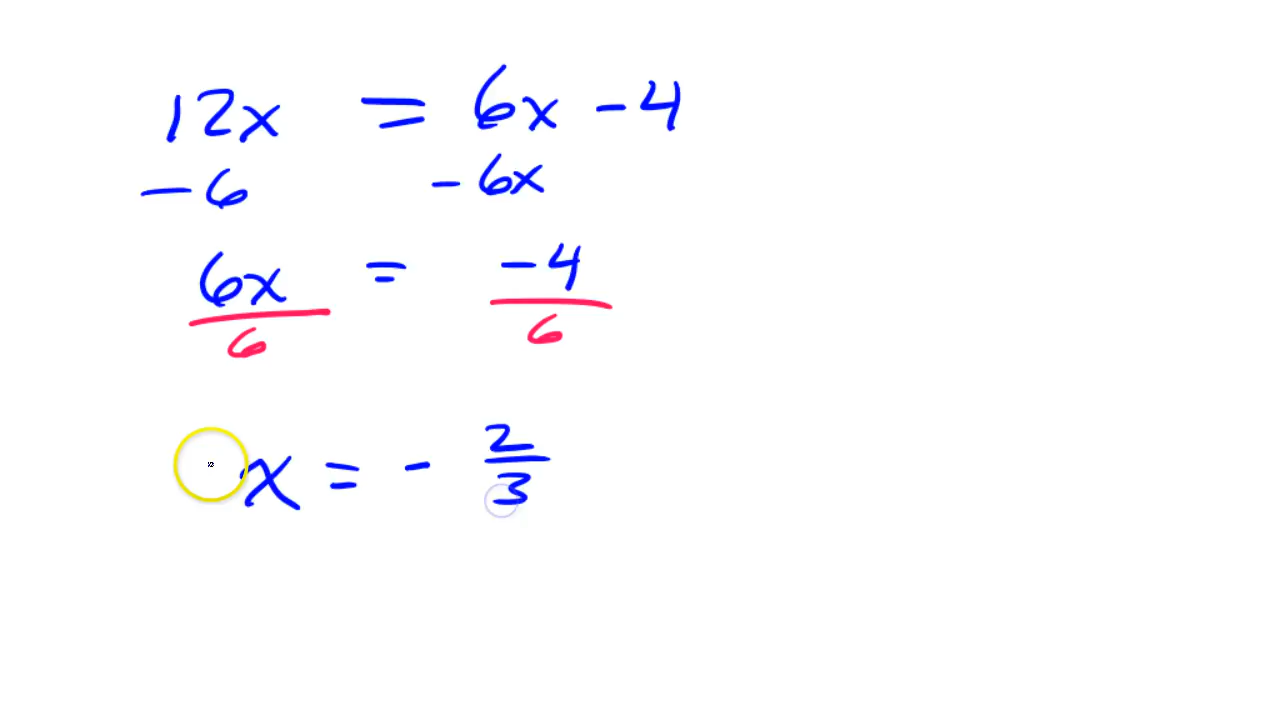 12x = 6x - 4
- 6 - 6x
6x = -4
6 6
x = - 2/3